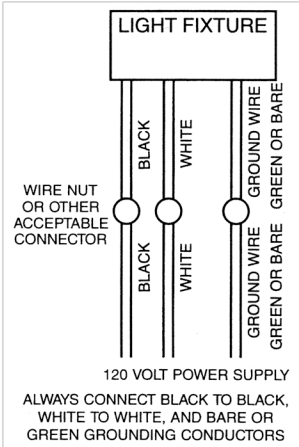 LIGHT FIXTURE
BLACK
WHITE
GROUND WIRE
GREEN OR BARE
WIRE NUT
OR OTHER
ACCEPTABLE
CONNECTOR
BLACK
WHITE
GROUND WIRE
GREEN OR BARE
120 VOLT POWER SUPPLY
ALWAYS CONNECT BLACK TO BLACK,
WHITE TO WHITE, AND BARE OR
GREEN GROUNDING CONDUCTORS